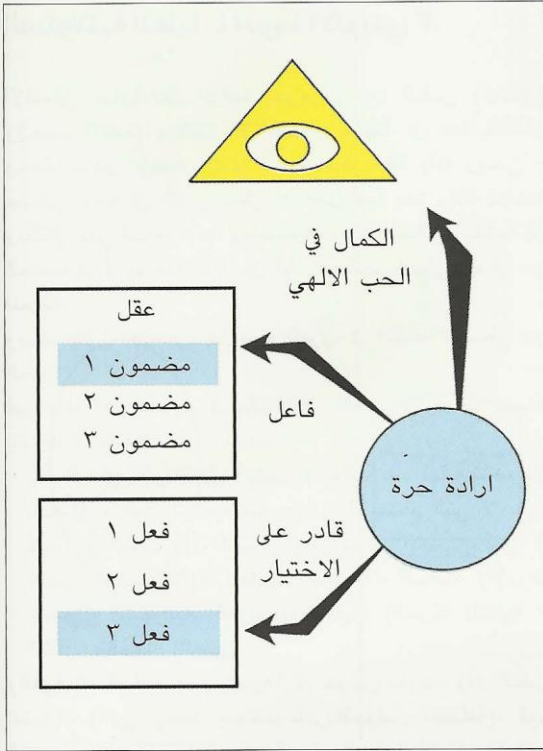 الكمال في
الحب الالهي
عقل
مضمون ١
مضمون ٢
مضمون ٣
فاعل
ارادة حرة
قادر على
الاختيار
فعل ١
فعل ٢
فعل ٣